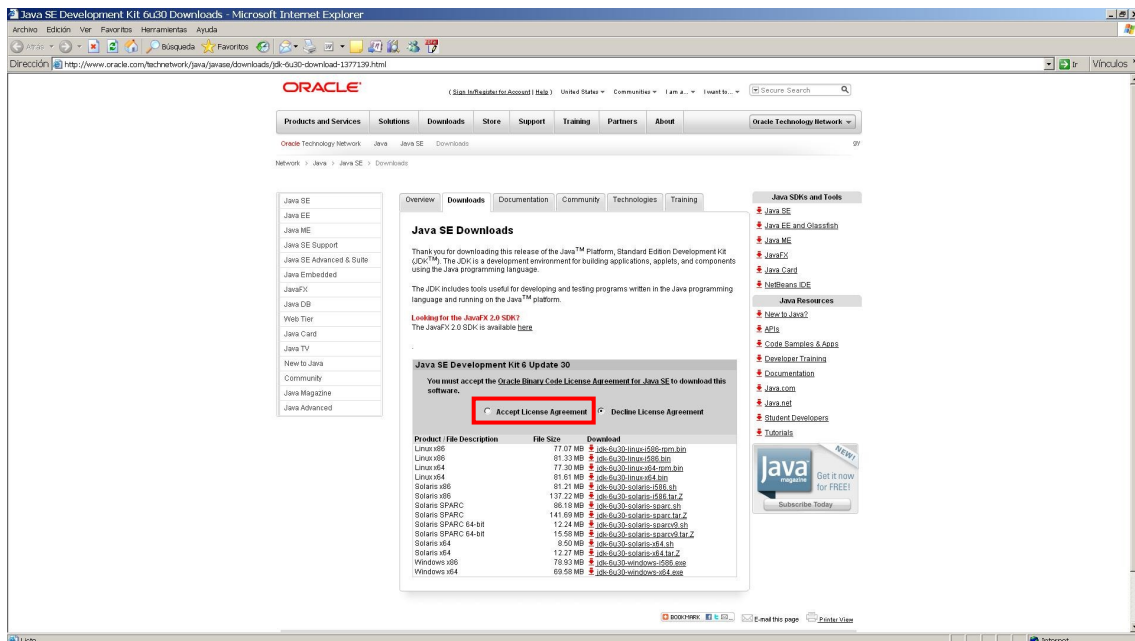 Java SE Development Kit 6u30 Downloads - Microsoft Internet Explorer
Archivo Edición Ver Favoritos Herramientas Ayuda
Atrás Búsqueda Favoritos
Dirección http://www.oracle.com/technetwork/java/javase/downloads/jdk-6u30-download-1377139.html Ir Vínculos
ORACLE
( Sign In/Register for Account | Help ) United States Communities I am a... I want to... Secure Search
Products and Services Solutions Downloads Store Support Training Partners About Oracle Technology Network
Oracle Technology Network Java Java SE Downloads
Network > Java > Java SE > Downloads
Java SE
Java EE
Java ME
Java SE Support
Java SE Advanced & Suite
Java Embedded
JavaFX
Java DB
Web Tier
Java Card
Java TV
New to Java
Community
Java Magazine
Java Advanced
Overview Downloads Documentation Community Technologies Training
Java SE Downloads
Thank you for downloading this release of the Java™ Platform, Standard Edition Development Kit
(JDK™). The JDK is a development environment for building applications, applets, and components
using the Java programming language.
The JDK includes tools useful for developing and testing programs written in the Java programming
language and running on the Java™ platform.
Looking for the JavaFX 2.0 SDK?
The JavaFX 2.0 SDK is available here
.
Java SE Development Kit 6 Update 30
You must accept the Oracle Binary Code License Agreement for Java SE to download this
software.
Accept License Agreement Decline License Agreement
Product / File Description File Size Download
Linux x86 77.07 MB jdk-6u30-linux-i586-rpm.bin
Linux x86 81.33 MB jdk-6u30-linux-i586.bin
Linux x64 77.30 MB jdk-6u30-linux-x64-rpm.bin
Linux x64 81.61 MB jdk-6u30-linux-x64.bin
Solaris x86 81.21 MB jdk-6u30-solaris-i586.sh
Solaris x86 137.22 MB jdk-6u30-solaris-i586.tar.Z
Solaris SPARC 86.18 MB jdk-6u30-solaris-sparc.sh
Solaris SPARC 141.69 MB jdk-6u30-solaris-sparc.tar.Z
Solaris SPARC 64-bit 12.24 MB jdk-6u30-solaris-sparcv9.sh
Solaris SPARC 64-bit 15.58 MB jdk-6u30-solaris-sparcv9.tar.Z
Solaris x64 8.50 MB jdk-6u30-solaris-x64.sh
Solaris x64 12.27 MB jdk-6u30-solaris-x64.tar.Z
Windows x86 78.93 MB jdk-6u30-windows-i586.exe
Windows x64 69.58 MB jdk-6u30-windows-x64.exe
Java SDKs and Tools
Java SE
Java EE and Glassfish
Java ME
JavaFX
Java Card
NetBeans IDE
Java Resources
New to Java?
APIs
Code Samples & Apps
Developer Training
Documentation
Java.com
Java.net
Student Developers
Tutorials
NEW!
Java magazine
Get it now
for FREE!
Subscribe Today
BOOKMARK E-mail this page Printer View
Listo Internet